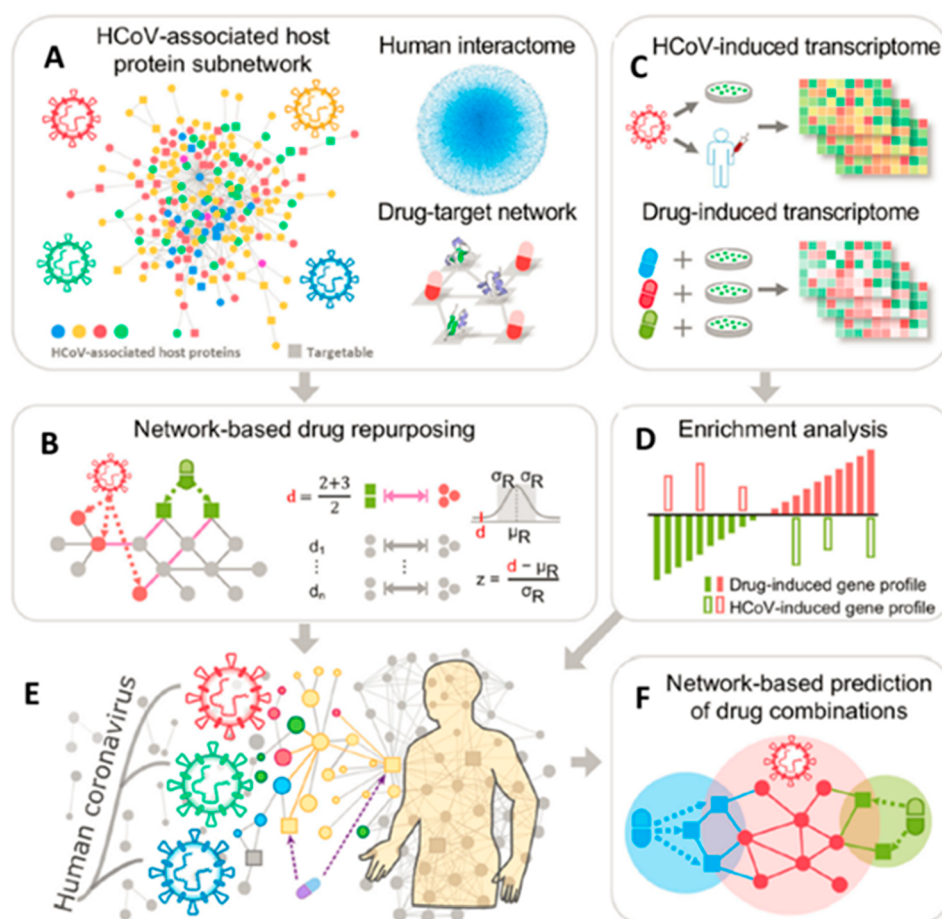 A
HCoV-associated host
protein subnetwork
Human interactome
Drug-target network
HCoV-associated host proteins
Targetable
C
HCoV-induced transcriptome
Drug-induced transcriptome
+
+
+
B
Network-based drug repurposing
d = 2+3
2
σR σR
d
μR
d1
dn
z = d - μR
σR
D
Enrichment analysis
Drug-induced gene profile
HCoV-induced gene profile
E
Human coronavirus
F
Network-based prediction
of drug combinations